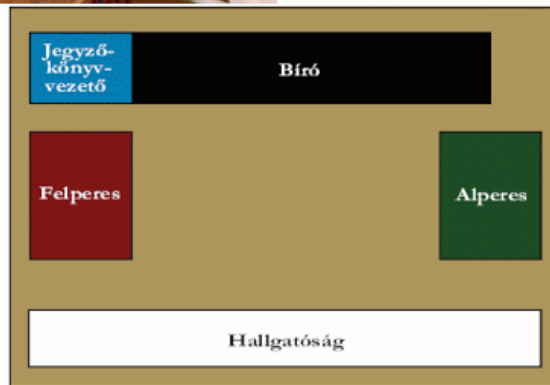 Jegyző-
könyv-
vezető
Bíró
Felperes
Alperes
Hallgatóság